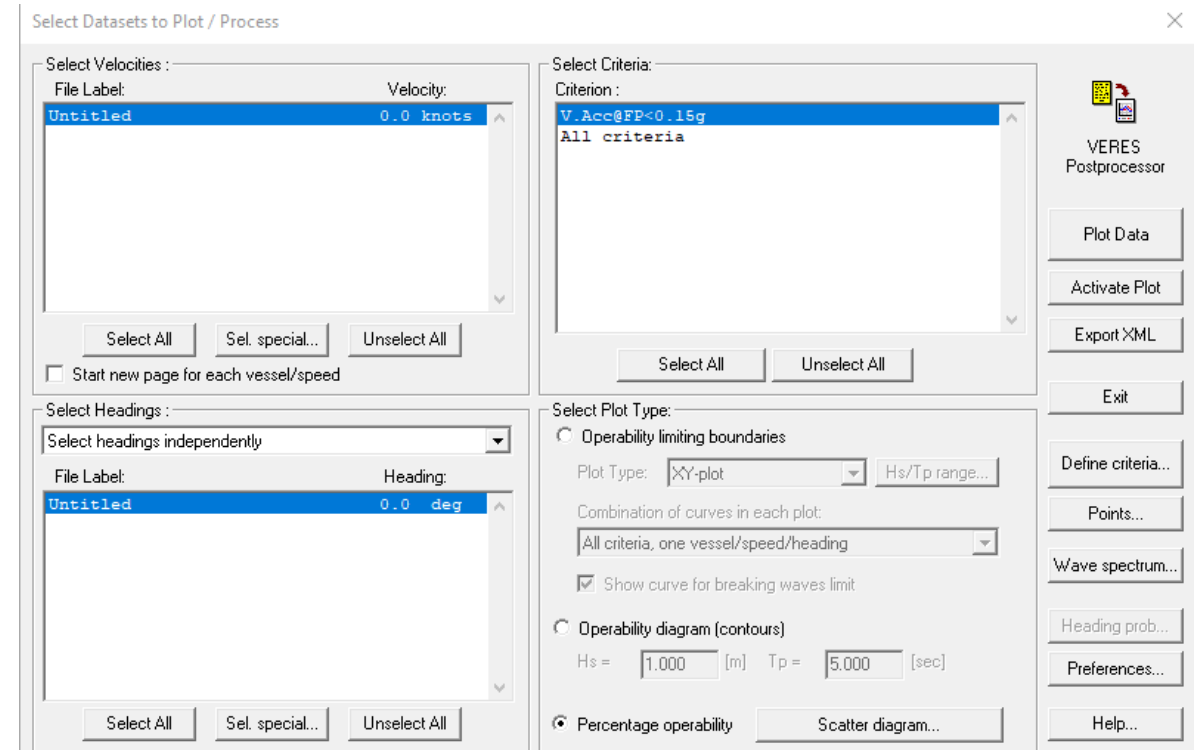 Select Datasets to Plot / Process
Select Velocities :
File Label: Velocity:
Untitled 0.0 knots
Select All Sel. special... Unselect All
Start new page for each vessel/speed
Select Headings :
Select headings independently
File Label: Heading:
Untitled 0.0 deg
Select All Sel. special... Unselect All
Select Criteria:
Criterion :
V.Acc@FP<0.15g
All criteria
Select All Unselect All
Select Plot Type:
Operability limiting boundaries
Plot Type: XY-plot Hs/Tp range...
Combination of curves in each plot:
All criteria, one vessel/speed/heading
Show curve for breaking waves limit
Operability diagram (contours)
Hs = 1.000 [m] Tp = 5.000 [sec]
Percentage operability Scatter diagram...
VERES
Postprocessor
Plot Data
Activate Plot
Export XML
Exit
Define criteria...
Points...
Wave spectrum...
Heading prob...
Preferences...
Help...